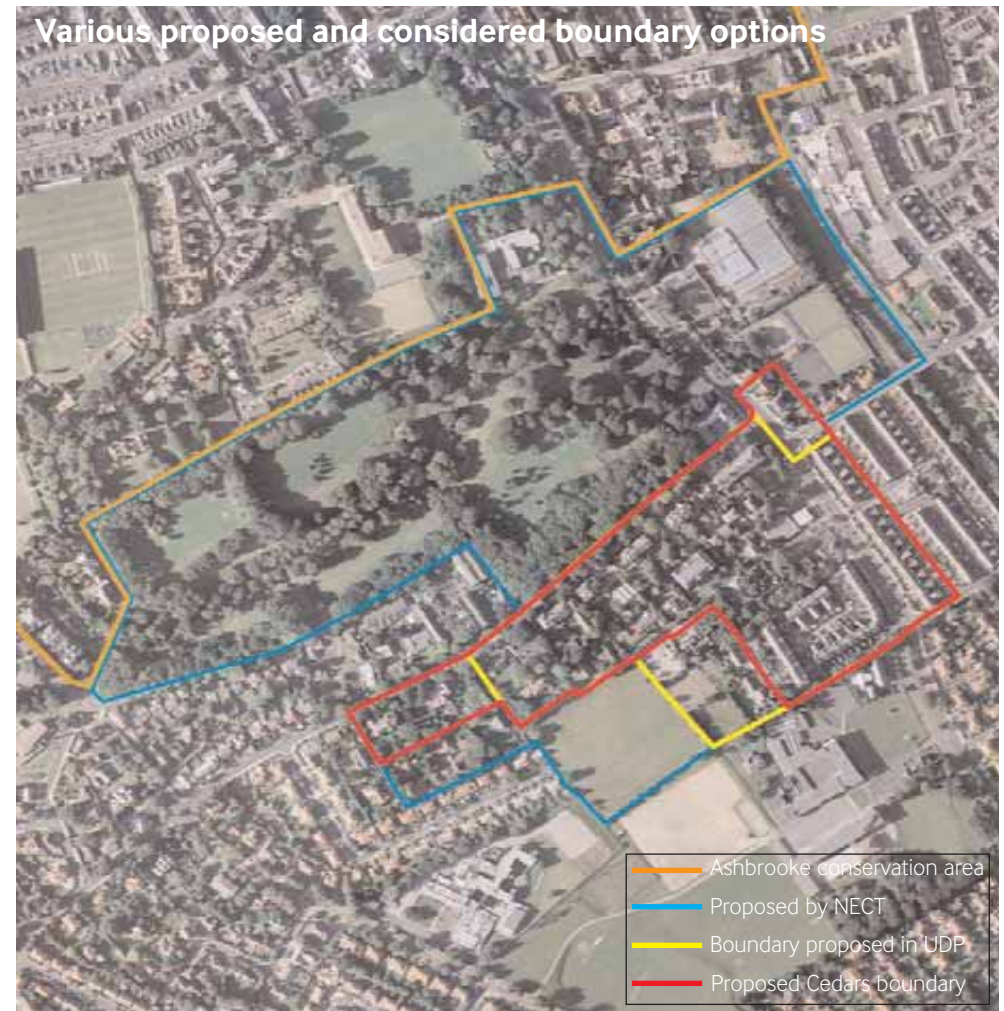 Various proposed and considered boundary options
Ashbrooke conservation area
Proposed by NECT
Boundary proposed in UDP
Proposed Cedars boundary